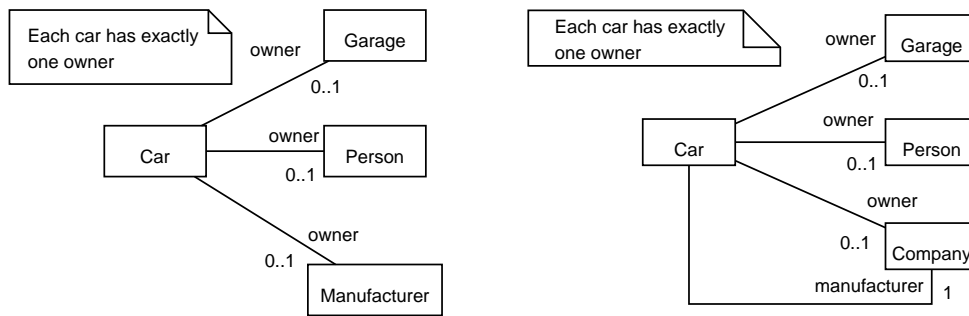 Each car has exactly
one owner
owner
Garage
0..1
Car
owner
Person
0..1
owner
0..1
Manufacturer
Each car has exactly
one owner
owner
Garage
0..1
Car
owner
Person
0..1
owner
0..1
Company
manufacturer
1